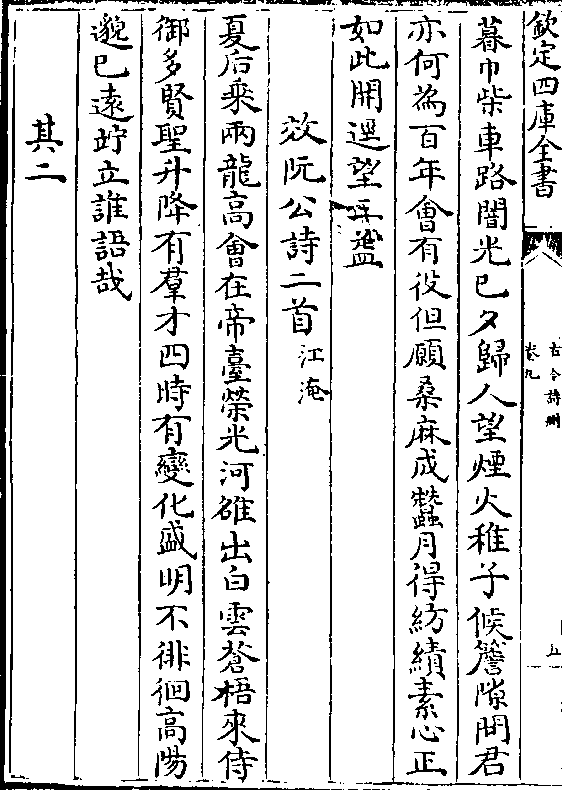 欽定四庫全書
古今詩刪
卷九
五
暮巾柴車路闇光已夕歸人望煙火稚子候簷隙問君
亦何為百年會有役但願桑麻成蠶月得紡績素心正
如此開逕望三益
效阮公詩二首江淹
夏后乘兩龍高會在帝臺榮光河雒出白雲蒼梧來侍
御多賢聖升降有羣才四時有變化盛明不徘徊高陽
邈已遠竚立誰語哉
其二